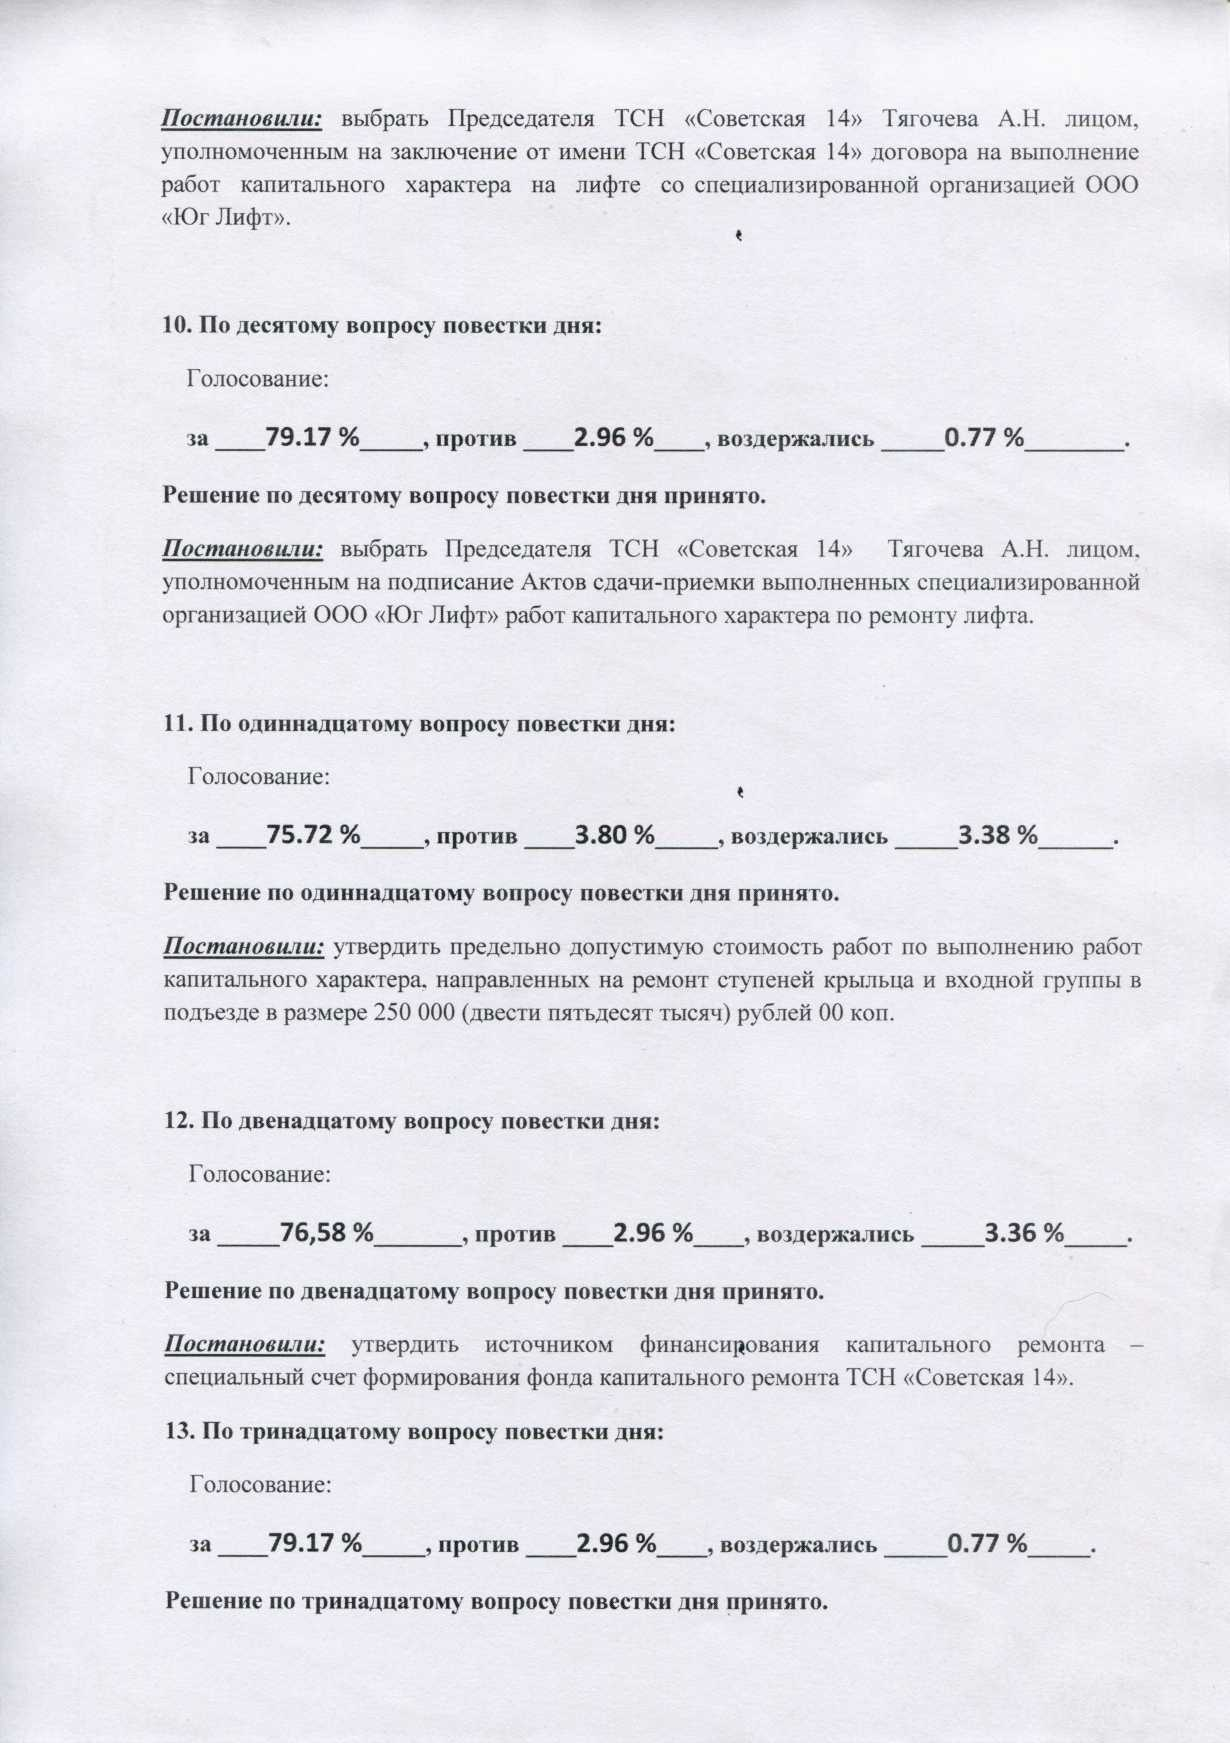 Постановили: выбрать Председателя ТСН «Советская 14» Тягочева А.Н. лицом,
уполномоченным на заключение от имени ТСН «Советская 14» договора на выполнение
работ капитального характера на лифте со специализированной организацией ООО
«Юг Лифт».
10. По десятому вопросу повестки дня:
Голосование:
за ____79.17 %_____, против ____2.96 %____, воздержались _____0.77 %________.
Решение по десятому вопросу повестки дня принято.
Постановили: выбрать Председателя ТСН «Советская 14» Тягочева А.Н. лицом,
уполномоченным на подписание Актов сдачи-приемки выполненных специализированной
организацией ООО «Юг Лифт» работ капитального характера по ремонту лифта.
11. По одиннадцатому вопросу повестки дня:
Голосование:
за ____75.72 %_____, против ____3.80 %_____, воздержались _____3.38 %______.
Решение по одиннадцатому вопросу повестки дня принято.
Постановили: утвердить предельно допустимую стоимость работ по выполнению работ
капитального характера, направленных на ремонт ступеней крыльца и входной группы в
подъезде в размере 250 000 (двести пятьдесят тысяч) рублей 00 коп.
12. По двенадцатому вопросу повестки дня:
Голосование:
за _____76,58 %_______, против ____2.96 %____, воздержались _____3.36 %_____.
Решение по двенадцатому вопросу повестки дня принято.
Постановили: утвердить источником финансирования капитального ремонта –
специальный счет формирования фонда капитального ремонта ТСН «Советская 14».
13. По тринадцатому вопросу повестки дня:
Голосование:
за ____79.17 %_____, против ____2.96 %____, воздержались _____0.77 %_____.
Решение по тринадцатому вопросу повестки дня принято.